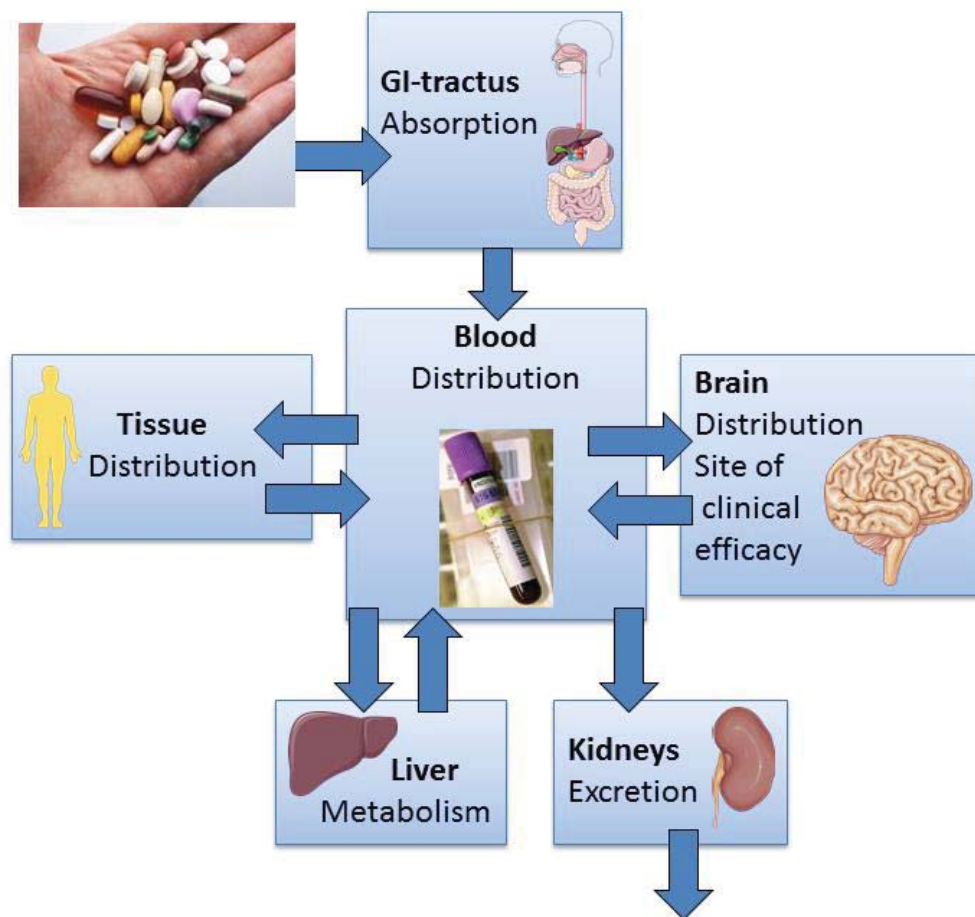 GI-tractus
Absorption
Blood
Distribution
Tissue
Distribution
Brain
Distribution
Site of
clinical
efficacy
Liver
Metabolism
Kidneys
Excretion